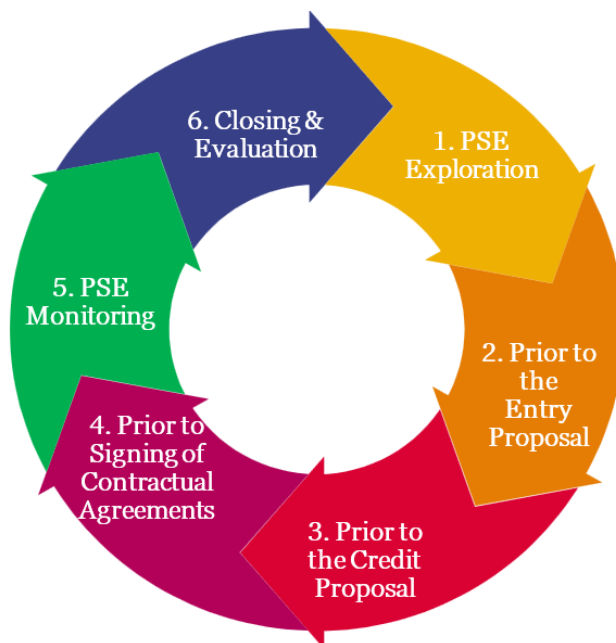 1. PSE
Exploration
2. Prior to
the
Entry
Proposal
3. Prior to
the Credit
Proposal
4. Prior to
Signing of
Contractual
Agreements
5. PSE
Monitoring
6. Closing &
Evaluation